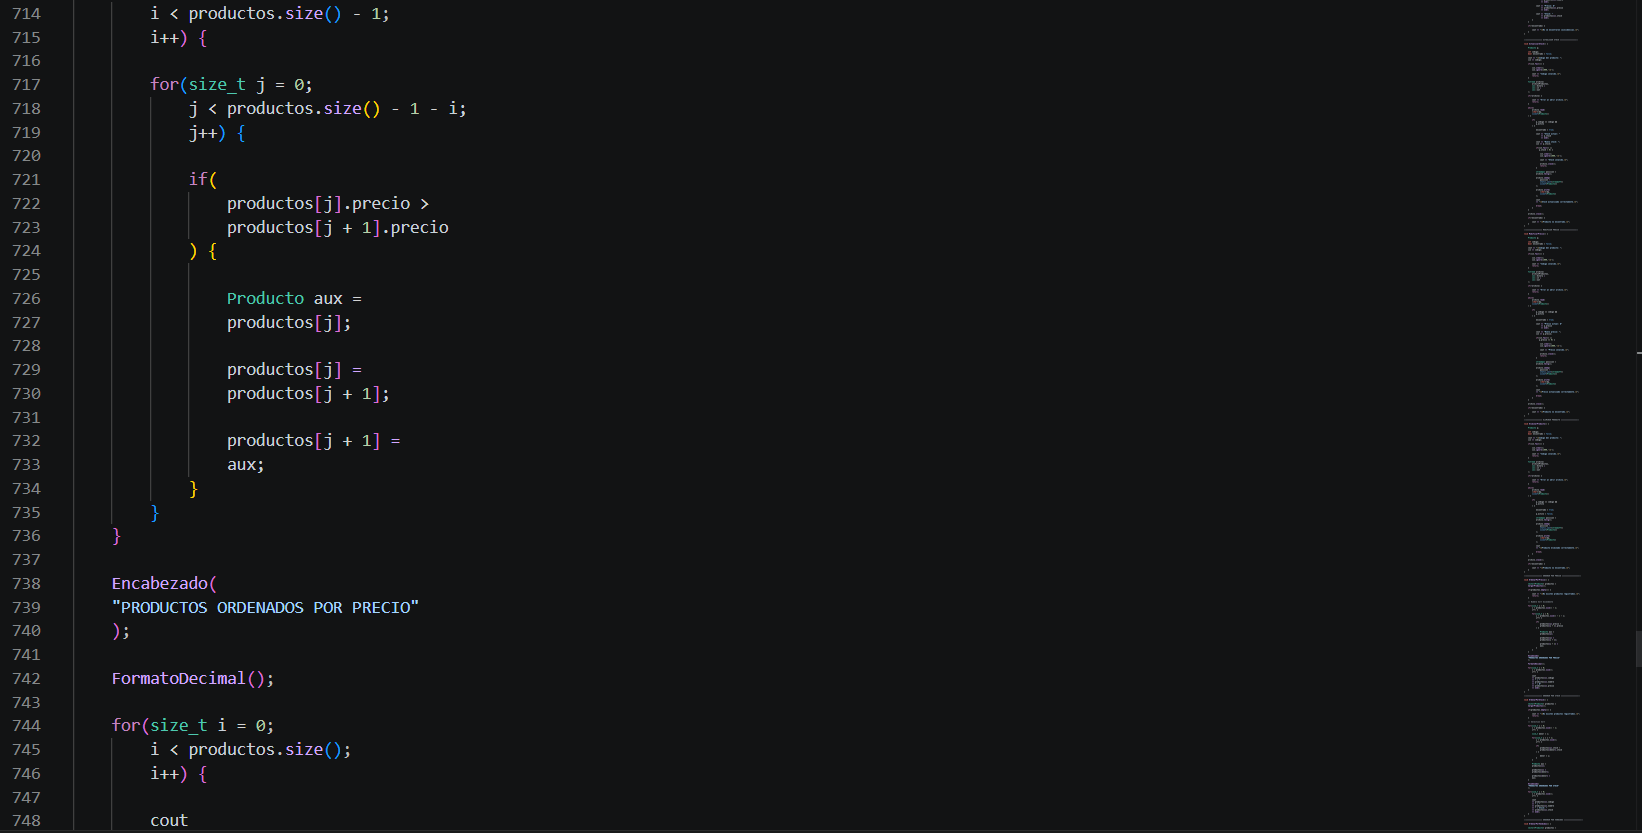 714 i < productos.size() - 1;
715 i++) {
716
717 for(size_t j = 0;
718 j < productos.size() - 1 - i;
719 j++) {
720
721 if(
722 productos[j].precio >
723 productos[j + 1].precio
724 ) {
725
726 Producto aux =
727 productos[j];
728
729 productos[j] =
730 productos[j + 1];
731
732 productos[j + 1] =
733 aux;
734 }
735 }
736 }
737
738 Encabezado(
739 "PRODUCTOS ORDENADOS POR PRECIO"
740 );
741
742 FormatoDecimal();
743
744 for(size_t i = 0;
745 i < productos.size();
746 i++) {
747
748 cout